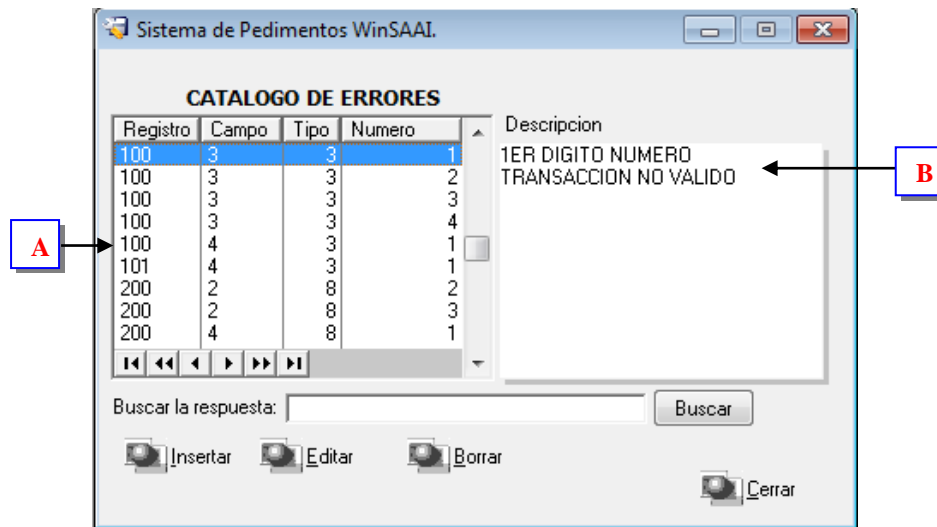 Sistema de Pedimentos WinSAAI.
CATALOGO DE ERRORES
Registro Campo Tipo Numero
100 3 3 1
100 3 3 2
100 3 3 3
100 3 3 4
100 4 3 1
101 4 3 1
200 2 8 2
200 2 8 3
200 4 8 1
Descripcion
1ER DIGITO NUMERO
TRANSACCION NO VALIDO
A
B
Buscar la respuesta:
Buscar
Insertar Editar Borrar
Cerrar